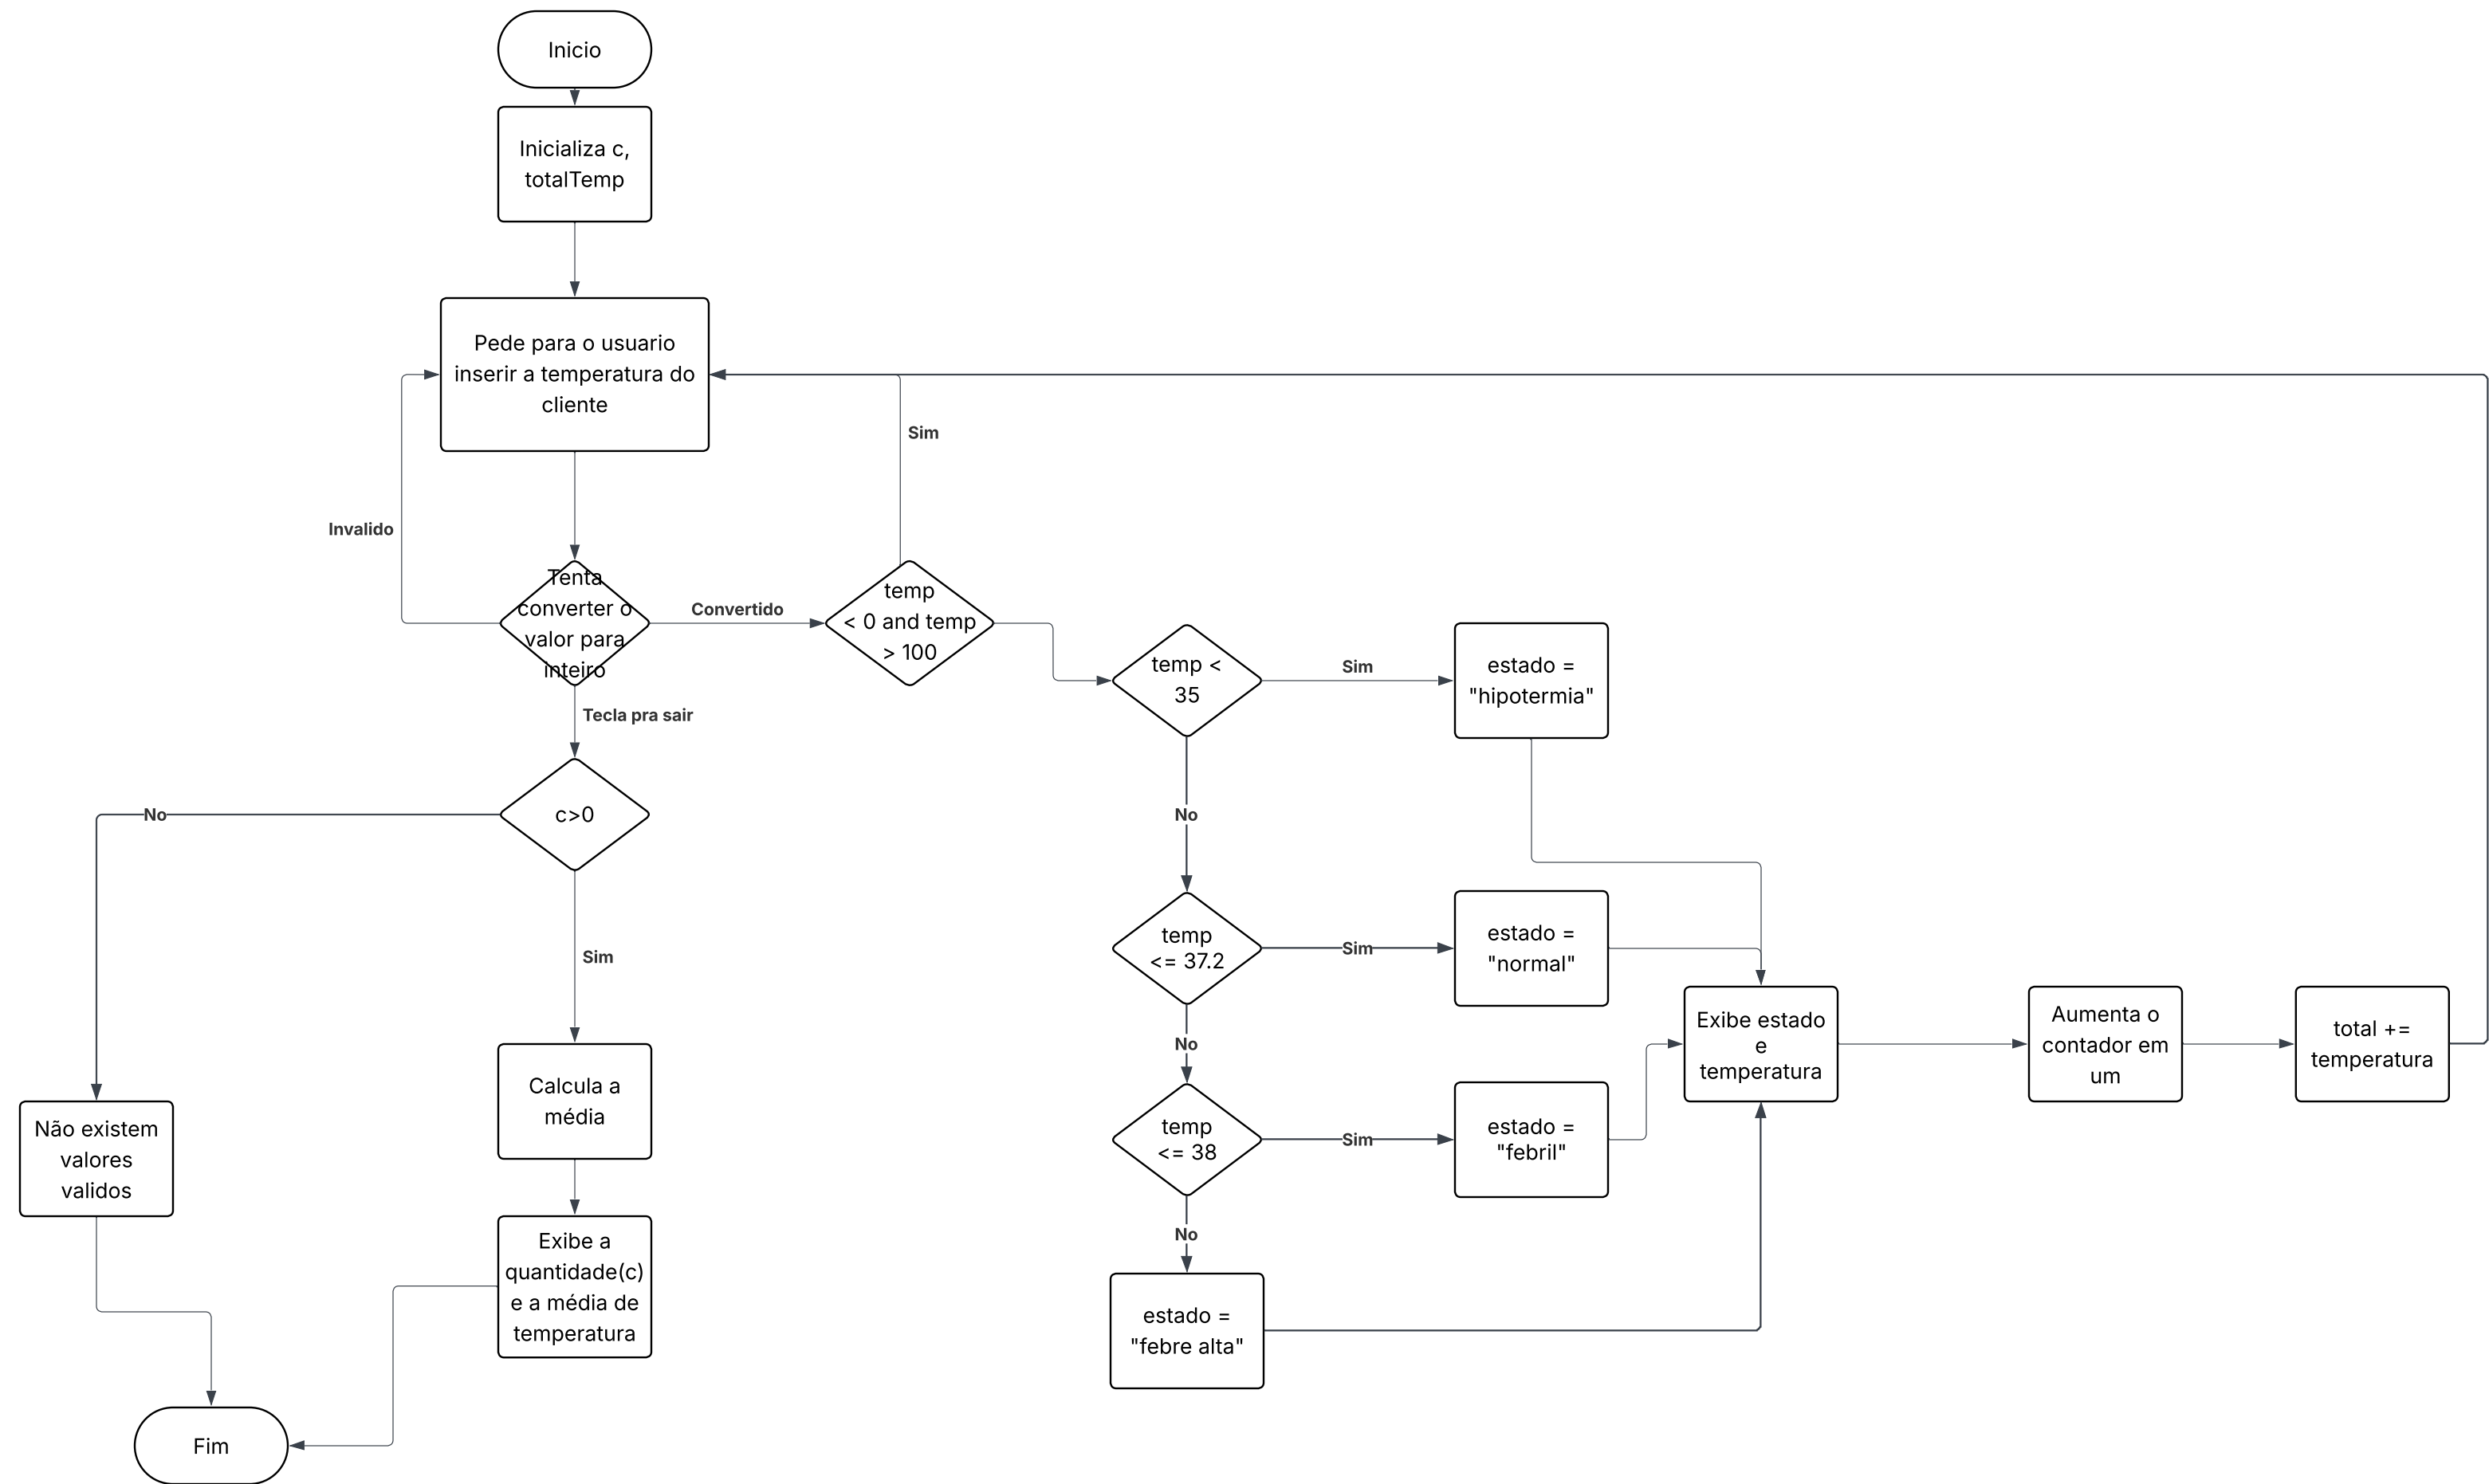 Inicio
Inicializa c,
totalTemp
Pede para o usuario
inserir a temperatura do
cliente
Sim
Invalido
Tenta
converter o
valor para
inteiro
Convertido
temp
< 0 and temp
> 100
temp <
35
Sim
estado =
"hipotermia"
Tecla pra sair
c>0
No
No
Sim
temp
<= 37.2
Sim
estado =
"normal"
No
Exibe estado
e
temperatura
Aumenta o
contador em
um
total +=
temperatura
Calcula a
média
Não existem
valores
validos
temp
<= 38
Sim
estado =
"febril"
No
Exibe a
quantidade(c)
e a média de
temperatura
estado =
"febre alta"
Fim